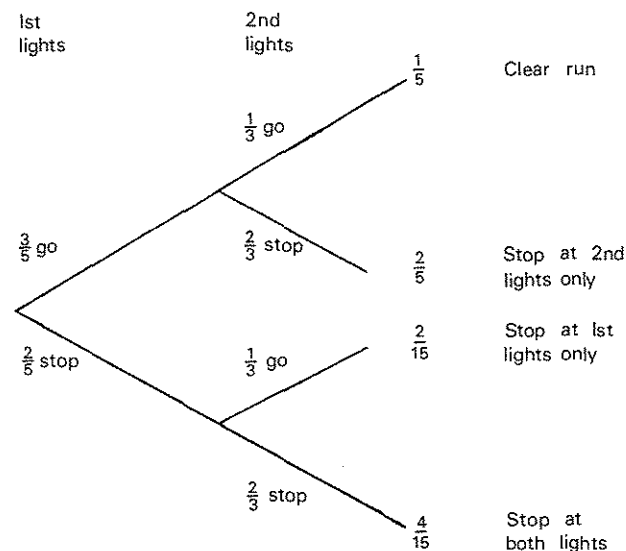 1st 2nd
lights lights
1/5 Clear run
1/3 go
3/5 go
2/3 stop
2/5 Stop at 2nd
lights only
2/15 Stop at 1st
lights only
2/5 stop
1/3 go
2/3 stop
4/15 Stop at
both lights